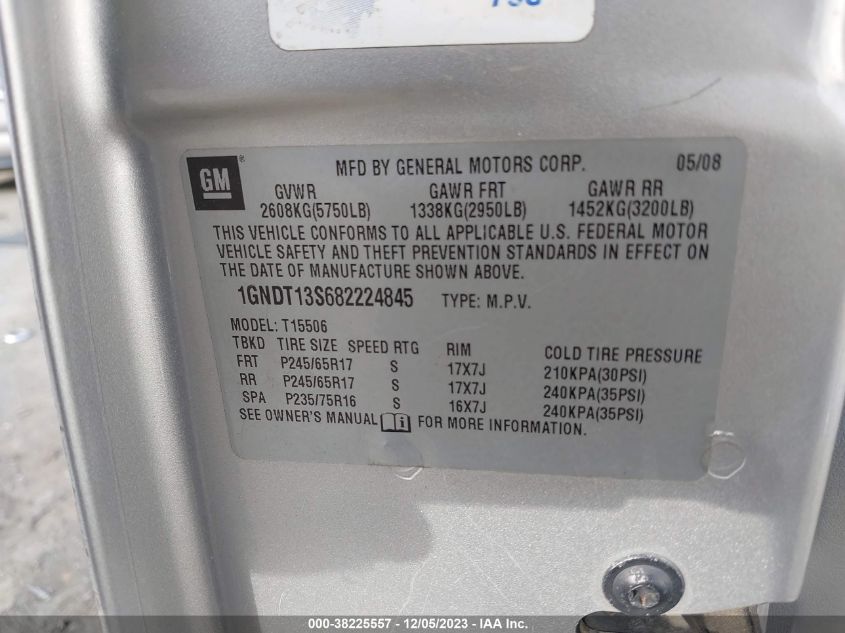 GM
MFD BY GENERAL MOTORS CORP. 05/08
GVWR GAWR FRT GAWR RR
2608KG(5750LB) 1338KG(2950LB) 1452KG(3200LB)
THIS VEHICLE CONFORMS TO ALL APPLICABLE U.S. FEDERAL MOTOR
VEHICLE SAFETY AND THEFT PREVENTION STANDARDS IN EFFECT ON
THE DATE OF MANUFACTURE SHOWN ABOVE.
1GNDT13S682224845 TYPE: M.P.V.
MODEL: T15506
TBKD TIRE SIZE SPEED RTG RIM COLD TIRE PRESSURE
FRT P245/65R17 S 17X7J 210KPA(30PSI)
RR P245/65R17 S 17X7J 240KPA(35PSI)
SPA P235/75R16 S 16X7J 240KPA(35PSI)
SEE OWNER'S MANUAL FOR MORE INFORMATION.
000-38225557 - 12/05/2023 - IAA Inc.